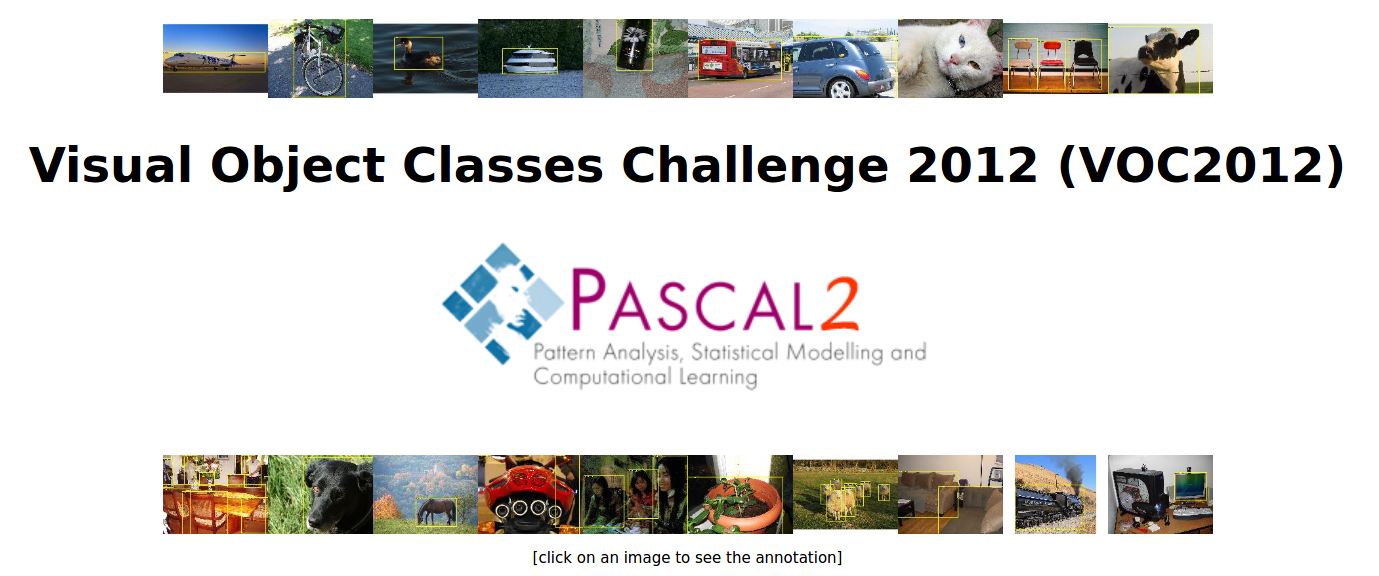 Visual Object Classes Challenge 2012 (VOC2012)
PASCAL2
Pattern Analysis, Statistical Modelling and
Computational Learning
[click on an image to see the annotation]